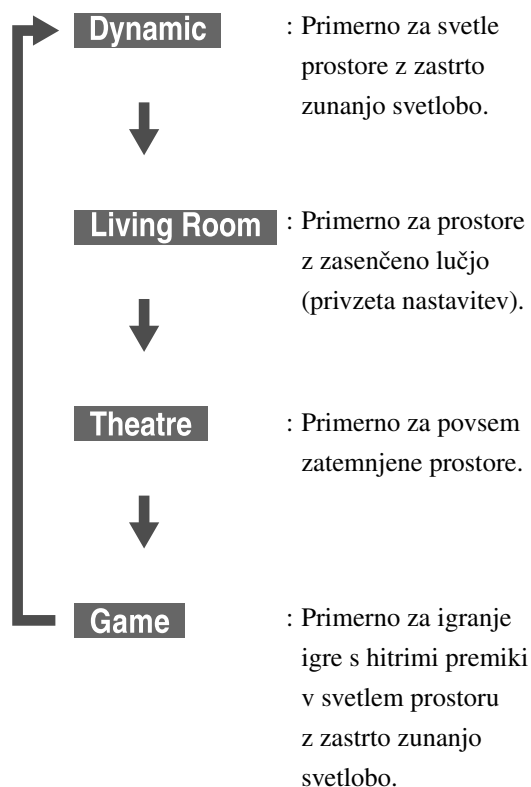 Dynamic : Primerno za svetle
prostore z zastrto
zunanjo svetlobo.
Living Room : Primerno za prostore
z zasenčeno lučjo
(privzeta nastavitev).
Theatre : Primerno za povsem
zatemnjene prostore.
Game : Primerno za igranje
igre s hitrimi premiki
v svetlem prostoru
z zastrto zunanjo
svetlobo.